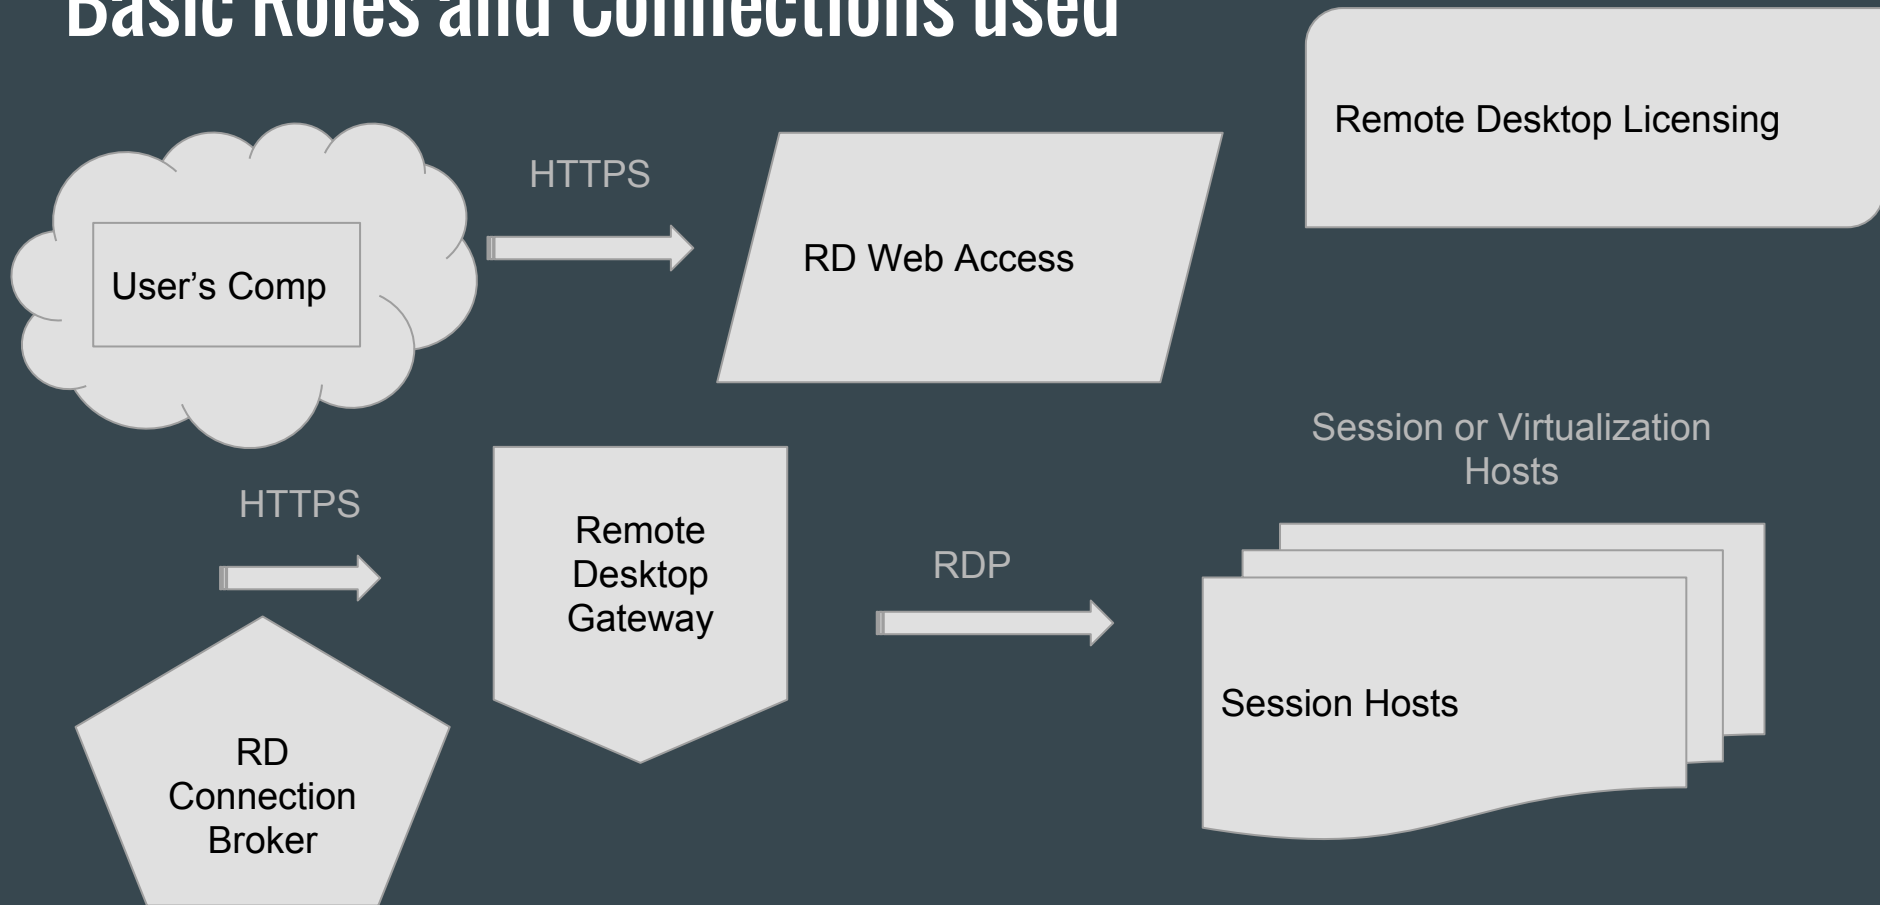 Basic Roles and Connections used
Remote Desktop Licensing
HTTPS
RD Web Access
User’s Comp
Session or Virtualization
Hosts
HTTPS
Remote
Desktop
Gateway
RDP
Session Hosts
RD
Connection
Broker